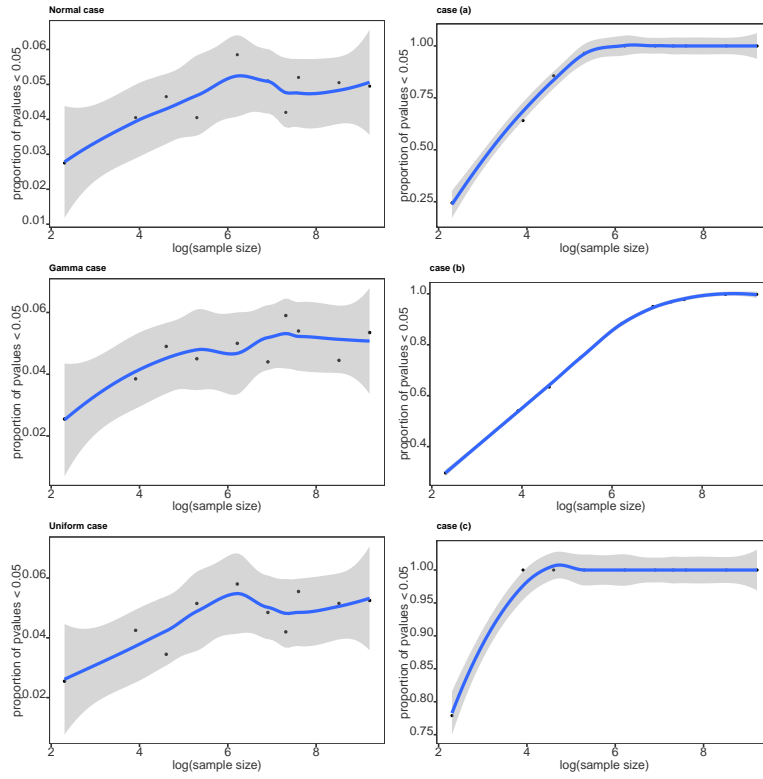 Normal case
proportion of pvalues < 0.05
0.06
0.05
0.04
0.03
0.02
0.01
2
4
6
8
log(sample size)
case (a)
proportion of pvalues < 0.05
1.00
0.75
0.50
0.25
2
4
6
8
log(sample size)
Gamma case
proportion of pvalues < 0.05
0.06
0.04
0.02
2
4
6
8
log(sample size)
case (b)
proportion of pvalues < 0.05
1.0
0.8
0.6
0.4
2
4
6
8
log(sample size)
Uniform case
proportion of pvalues < 0.05
0.06
0.04
0.02
2
4
6
8
log(sample size)
case (c)
proportion of pvalues < 0.05
1.00
0.95
0.90
0.85
0.80
0.75
2
4
6
8
log(sample size)